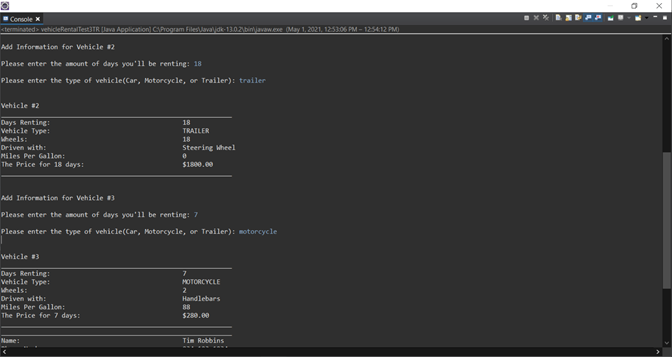 Console
<terminated> vehicleRentalTest3TR [Java Application] C:\Program Files\Java\jdk-13.0.2\bin\javaw.exe (May 1, 2021, 12:53:06 PM – 12:54:12 PM)
Add Information for Vehicle #2
Please enter the amount of days you'll be renting: 18
Please enter the type of vehicle(Car, Motorcycle, or Trailer): trailer
Vehicle #2
Days Renting: 18
Vehicle Type: TRAILER
Wheels: 18
Driven with: Steering Wheel
Miles Per Gallon: 0
The Price for 18 days: $1800.00
Add Information for Vehicle #3
Please enter the amount of days you'll be renting: 7
Please enter the type of vehicle(Car, Motorcycle, or Trailer): motorcycle
Vehicle #3
Days Renting: 7
Vehicle Type: MOTORCYCLE
Wheels: 2
Driven with: Handlebars
Miles Per Gallon: 88
The Price for 7 days: $280.00
Name: Tim Robbins